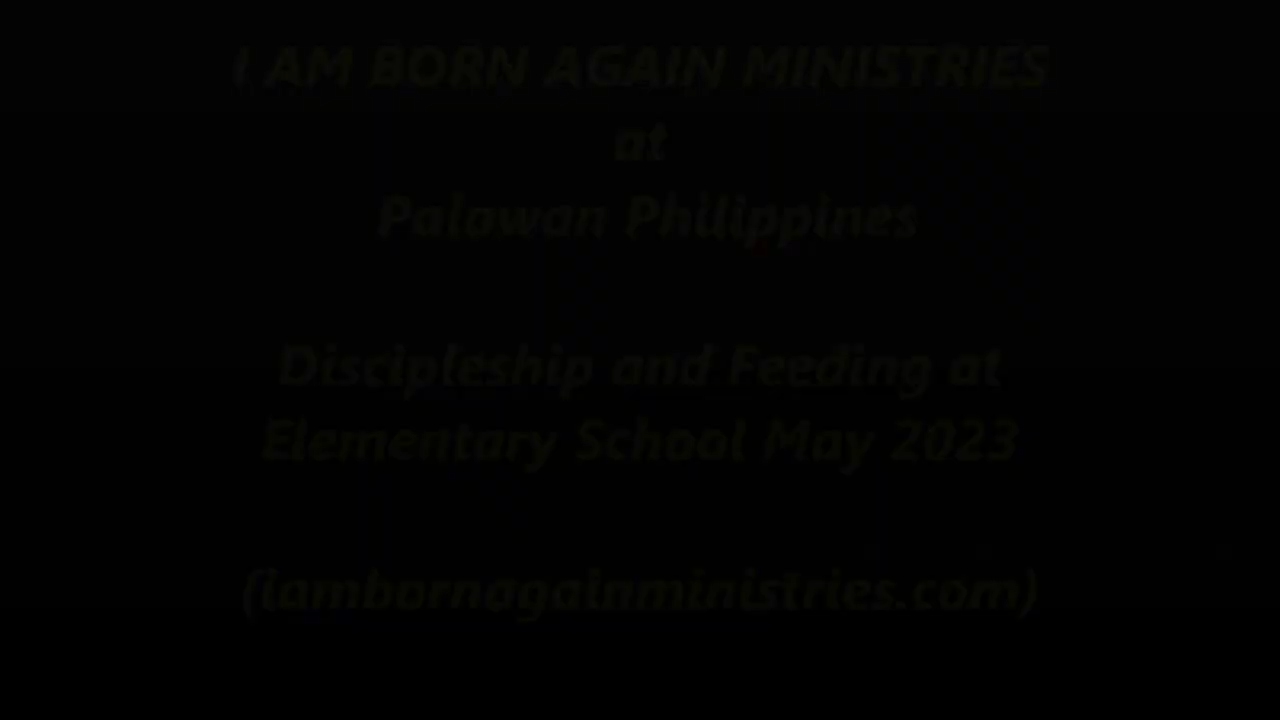 I AM BORN AGAIN MINISTRIES
at
Palawan Philippines
Discipleship and Feeding at
Elementary School May 2023
(iambornagainministries.com)